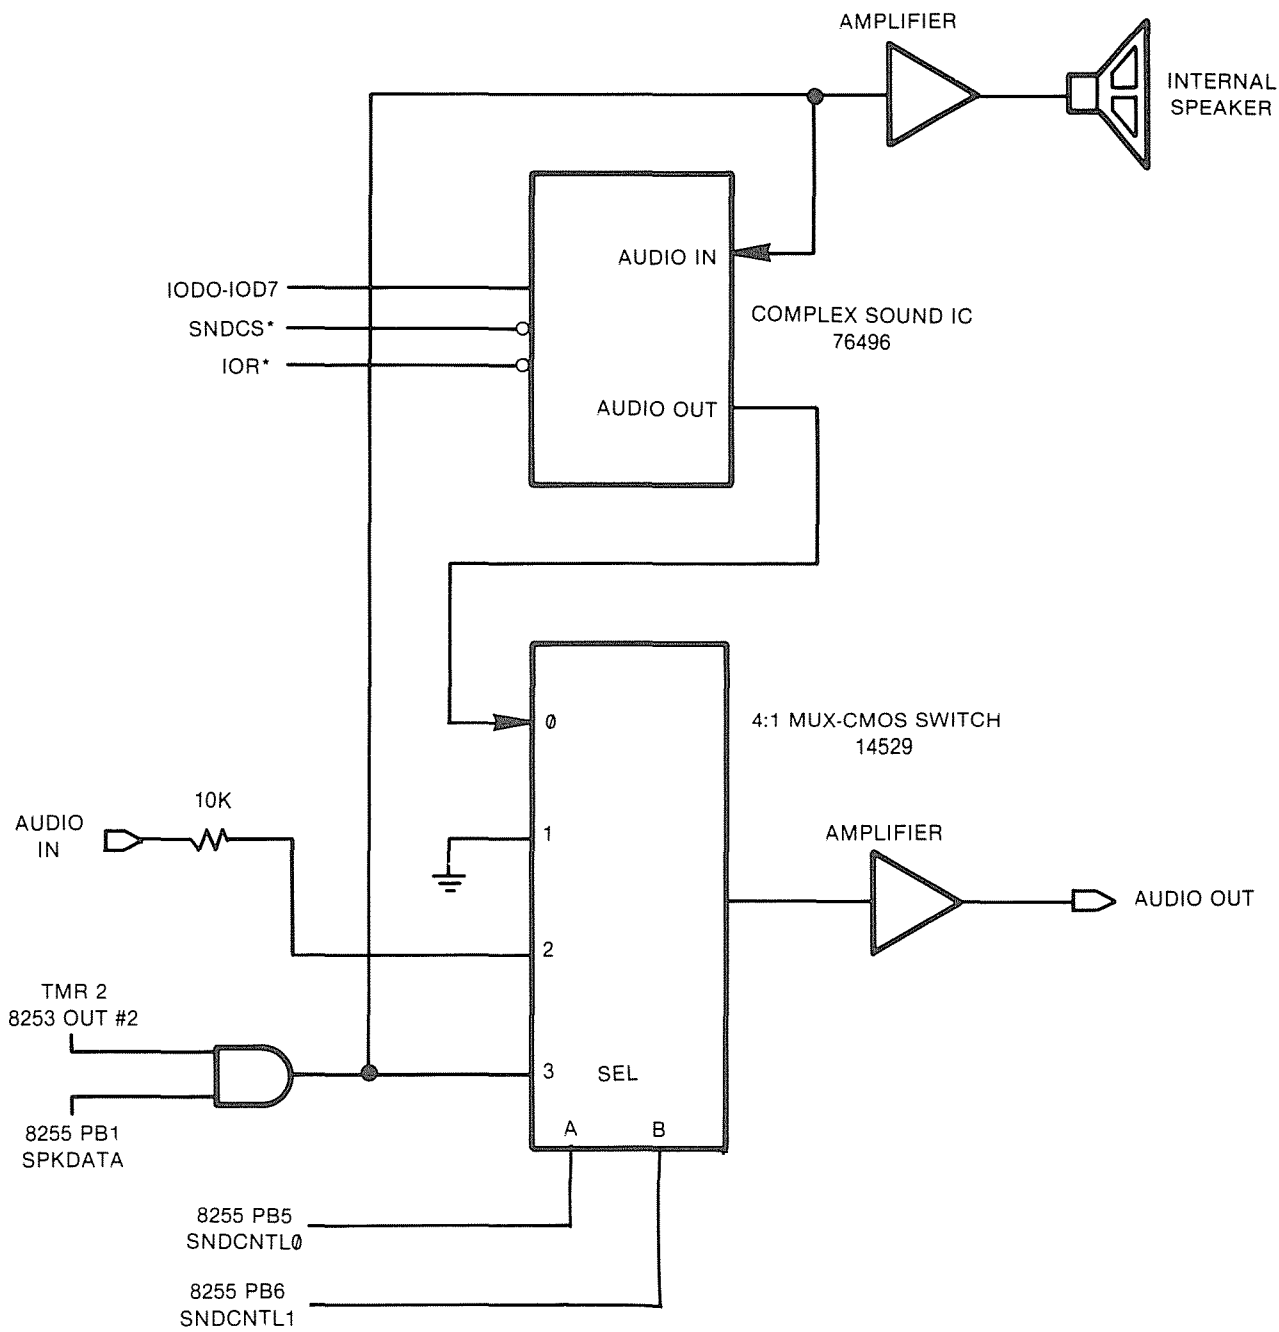 AMPLIFIER
INTERNAL
SPEAKER
AUDIO IN
IODO-IOD7
SNDCS*
IOR*
COMPLEX SOUND IC
76496
AUDIO OUT
0
4:1 MUX-CMOS SWITCH
14529
10K
AUDIO
IN
1
AMPLIFIER
AUDIO OUT
2
TMR 2
8253 OUT #2
3
SEL
A
B
8255 PB1
SPKDATA
8255 PB5
SNDCNTL0
8255 PB6
SNDCNTL1